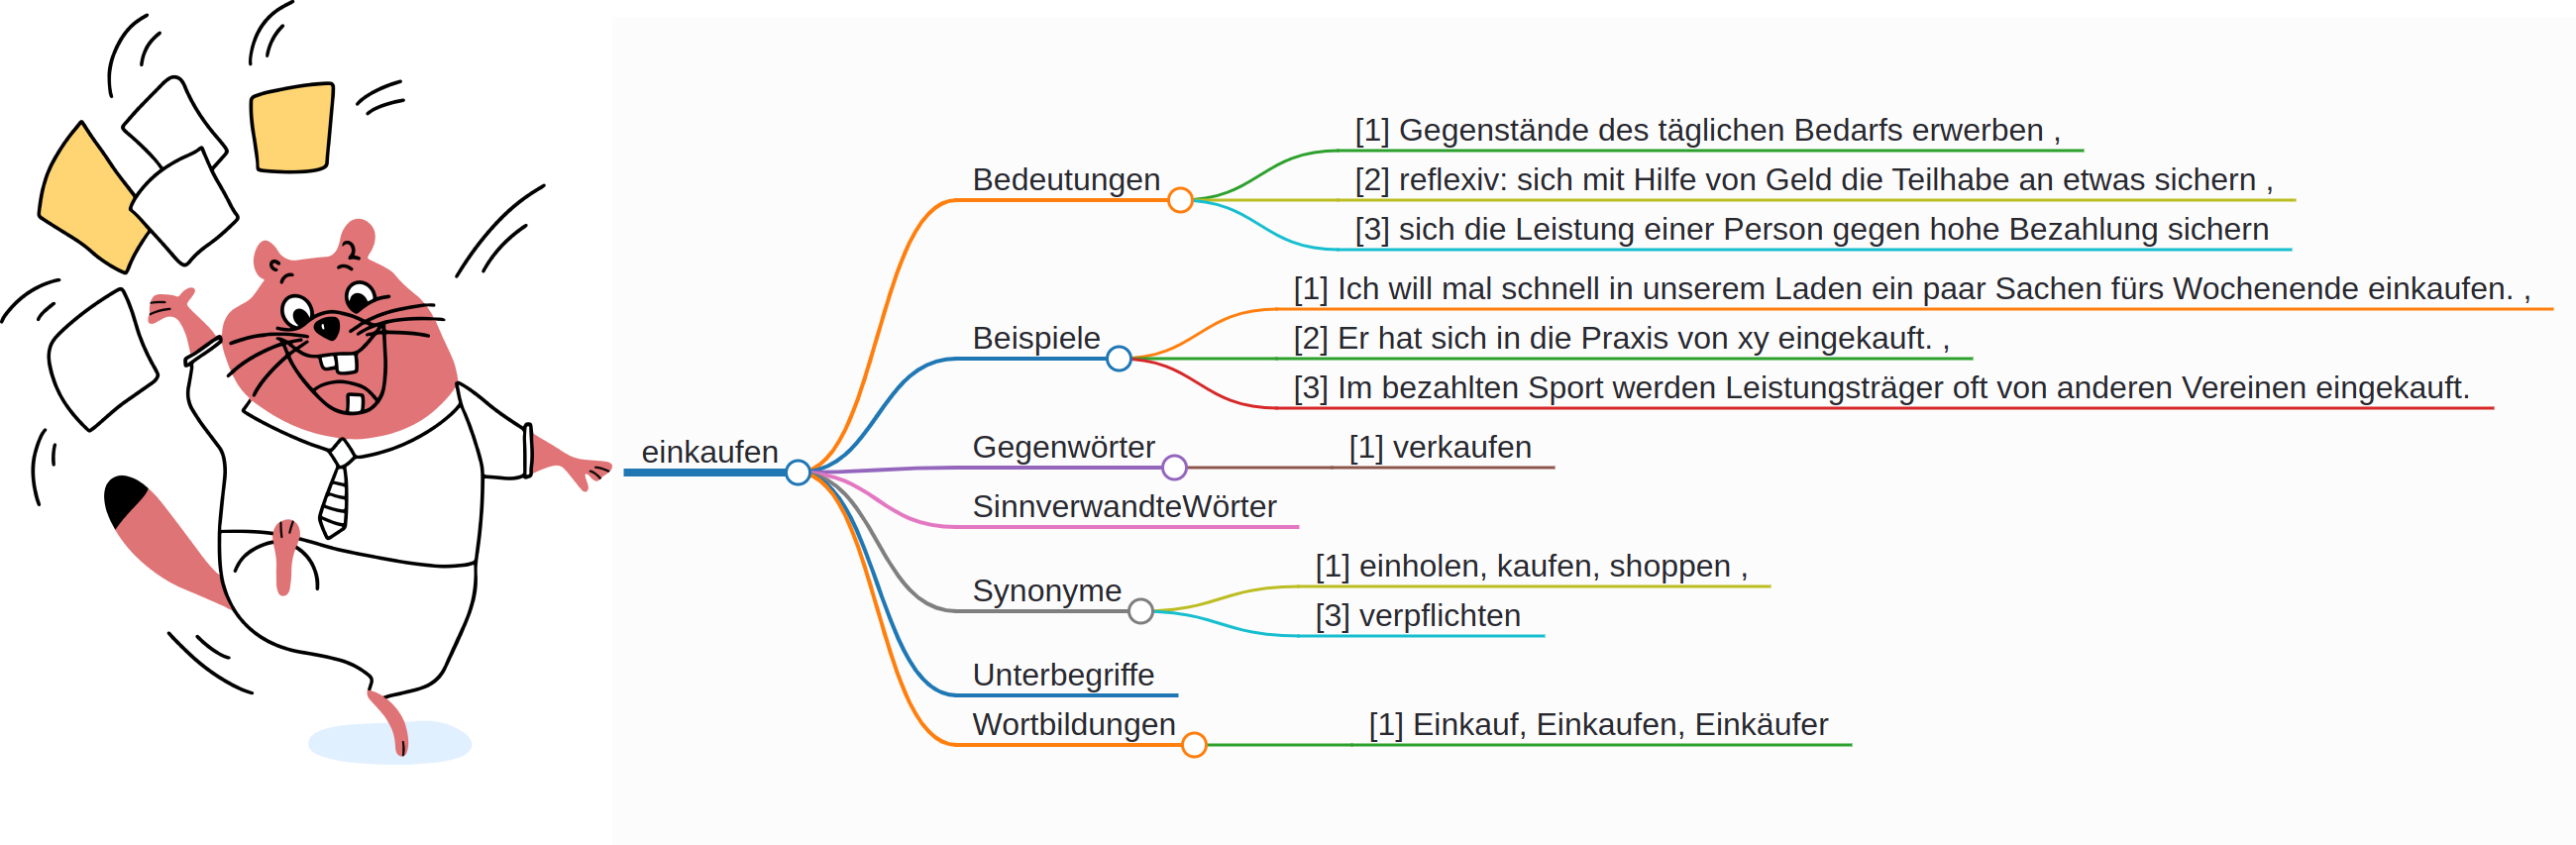 einkaufen
Bedeutungen
[1] Gegenstände des täglichen Bedarfs erwerben ,
[2] reflexiv: sich mit Hilfe von Geld die Teilhabe an etwas sichern ,
[3] sich die Leistung einer Person gegen hohe Bezahlung sichern
Beispiele
[1] Ich will mal schnell in unserem Laden ein paar Sachen fürs Wochenende einkaufen. ,
[2] Er hat sich in die Praxis von xy eingekauft. ,
[3] Im bezahlten Sport werden Leistungsträger oft von anderen Vereinen eingekauft.
Gegenwörter
[1] verkaufen
SinnverwandteWörter
Synonyme
[1] einholen, kaufen, shoppen ,
[3] verpflichten
Unterbegriffe
Wortbildungen
[1] Einkauf, Einkaufen, Einkäufer